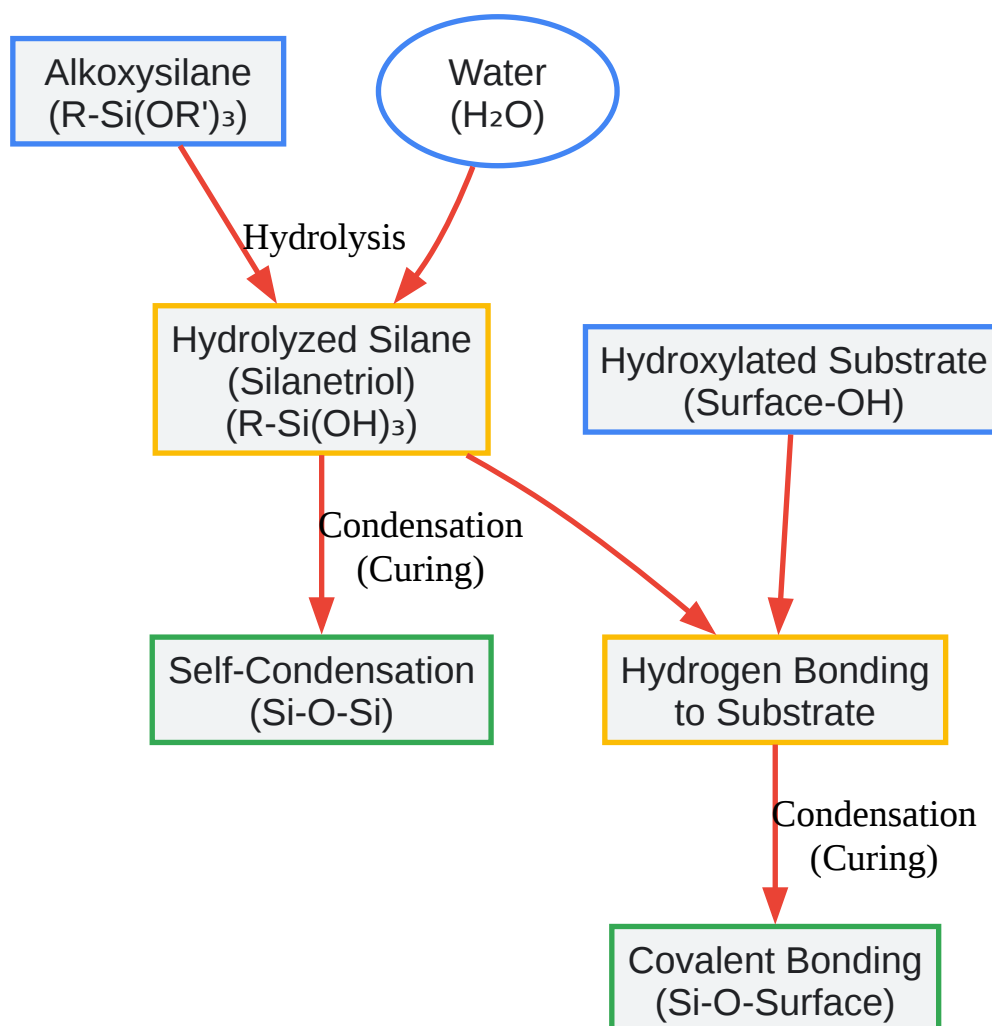 Alkoxysilane
(R-Si(OR')₃)
Water
(H₂O)
Hydrolysis
Hydrolyzed Silane
(Silanetriol)
(R-Si(OH)₃)
Hydroxylated Substrate
(Surface-OH)
Condensation
(Curing)
Self-Condensation
(Si-O-Si)
Hydrogen Bonding
to Substrate
Condensation
(Curing)
Covalent Bonding
(Si-O-Surface)